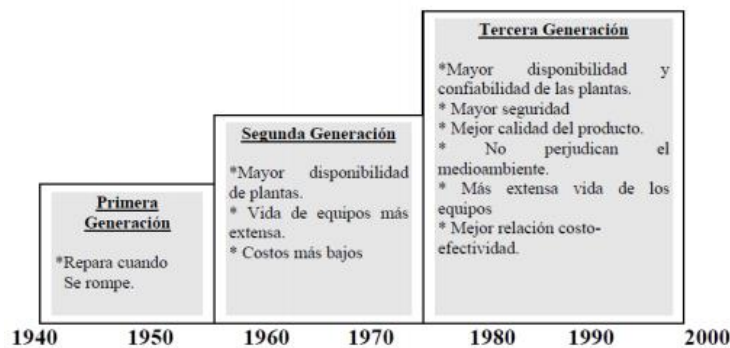 Primera
Generación
*Repara cuando
Se rompe.
Segunda Generación
*Mayor disponibilidad
de plantas.
* Vida de equipos más
extensa.
* Costos más bajos
Tercera Generación
*Mayor disponibilidad y
confiabilidad de las plantas.
* Mayor seguridad
* Mejor calidad del producto.
* No perjudican el
medioambiente.
* Más extensa vida de los
equipos
* Mejor relación costo-
efectividad.
1940 1950 1960 1970 1980 1990 2000